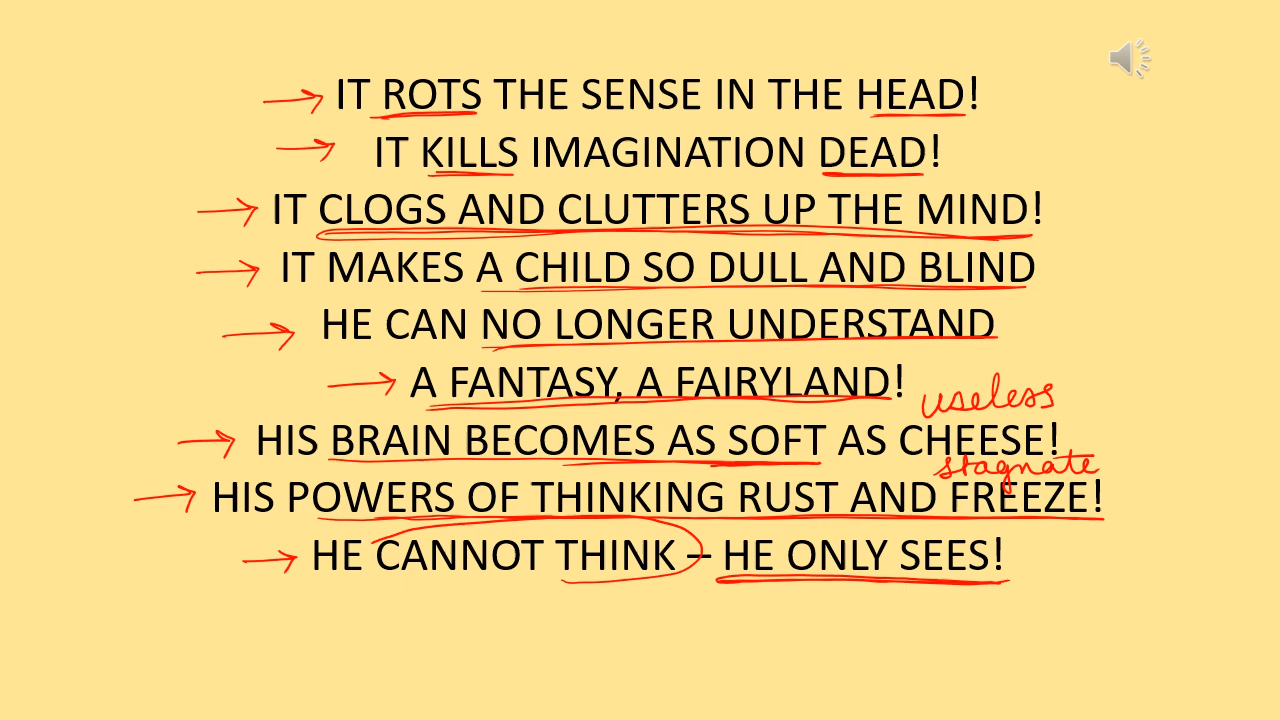 IT ROTS THE SENSE IN THE HEAD!
IT KILLS IMAGINATION DEAD!
IT CLOGS AND CLUTTERS UP THE MIND!
IT MAKES A CHILD SO DULL AND BLIND
HE CAN NO LONGER UNDERSTAND
A FANTASY, A FAIRYLAND!
useless
HIS BRAIN BECOMES AS SOFT AS CHEESE!
stagnate
HIS POWERS OF THINKING RUST AND FREEZE!
HE CANNOT THINK – HE ONLY SEES!